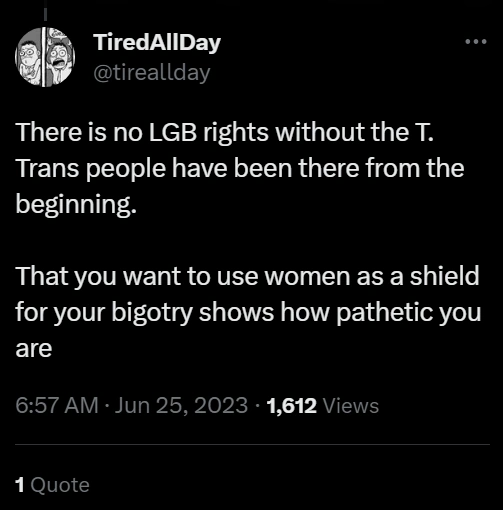 TiredAllDay
@tireallday
There is no LGB rights without the T.
Trans people have been there from the
beginning.
That you want to use women as a shield
for your bigotry shows how pathetic you
are
6:57 AM · Jun 25, 2023 · 1,612 Views
1 Quote